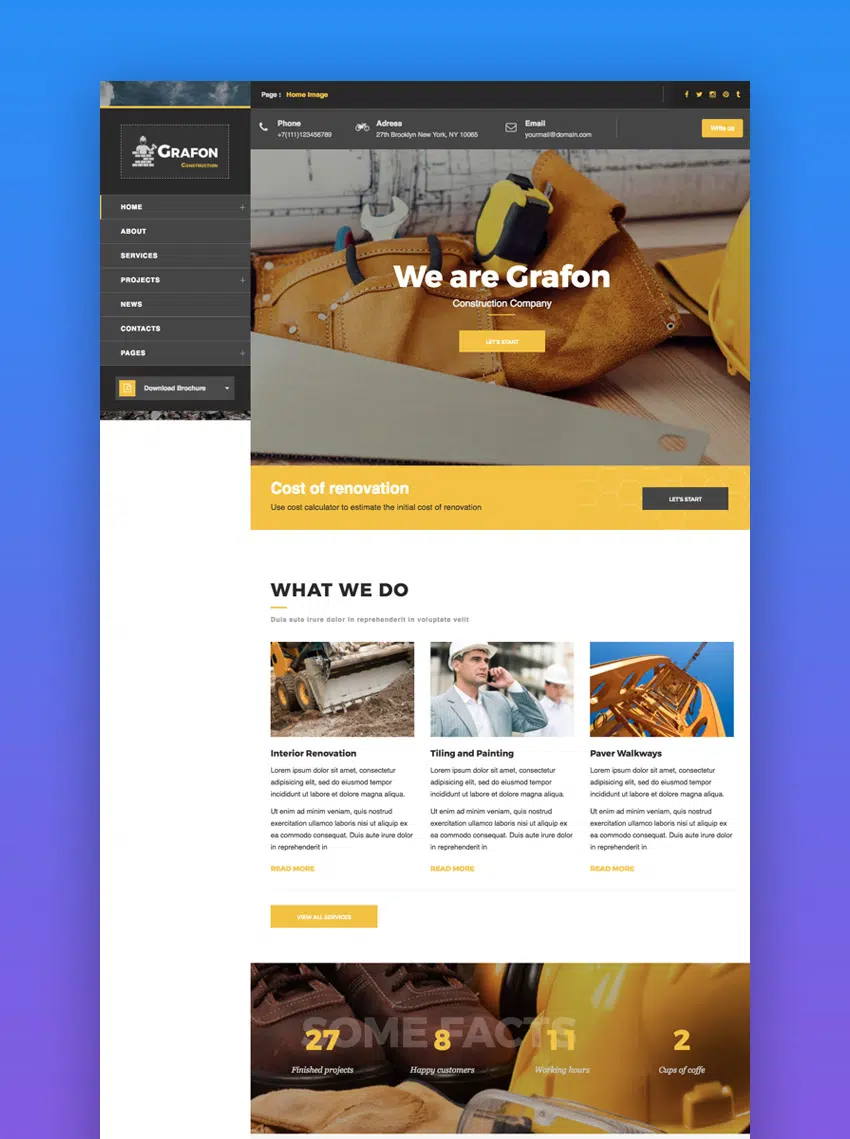 Page : Home Image
Phone
+7(111)123456789
Adress
27th Brooklyn New York, NY 10065
Email
yourmail@domain.com
Write us
GRAFON
CONSTRUCTION
HOME
ABOUT
SERVICES
PROJECTS
NEWS
CONTACTS
PAGES
Download Brochure
We are Grafon
Construction Company
LET'S START
Cost of renovation
Use cost calculator to estimate the initial cost of renovation
LET'S START
WHAT WE DO
Duis aute irure dolor in reprehenderit in voluptate velit
Interior Renovation
Lorem ipsum dolor sit amet, consectetur
adipisicing elit, sed do eiusmod tempor
incididunt ut labore et dolore magna aliqua.
Ut enim ad minim veniam, quis nostrud
exercitation ullamco laboris nisi ut aliquip ex
ea commodo consequat. Duis aute irure dolor
in reprehenderit in
READ MORE
Tiling and Painting
Lorem ipsum dolor sit amet, consectetur
adipisicing elit, sed do eiusmod tempor
incididunt ut labore et dolore magna aliqua.
Ut enim ad minim veniam, quis nostrud
exercitation ullamco laboris nisi ut aliquip ex
ea commodo consequat. Duis aute irure dolor
in reprehenderit in
READ MORE
Paver Walkways
Lorem ipsum dolor sit amet, consectetur
adipisicing elit, sed do eiusmod tempor
incididunt ut labore et dolore magna aliqua.
Ut enim ad minim veniam, quis nostrud
exercitation ullamco laboris nisi ut aliquip ex
ea commodo consequat. Duis aute irure dolor
in reprehenderit in
READ MORE
VIEW ALL SERVICES
SOME FACTS
27
Finished projects
8
Happy customers
11
Working hours
2
Cups of coffe